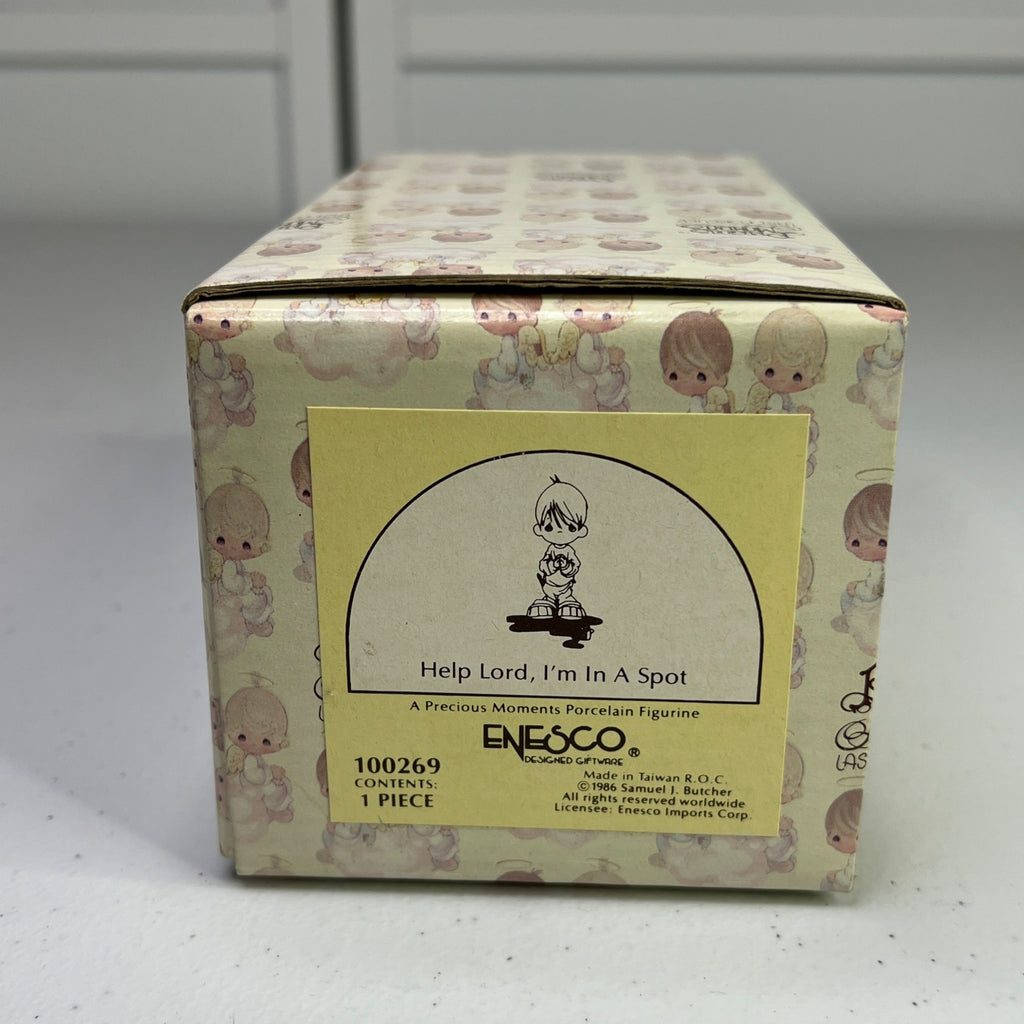 Help Lord, I'm In A Spot
A Precious Moments Porcelain Figurine
ENESCO®
DESIGNED GIFTWARE
100269
CONTENTS:
1 PIECE
Made in Taiwan R.O.C.
©1986 Samuel J. Butcher
All rights reserved worldwide
Licensee: Enesco Imports Corp.